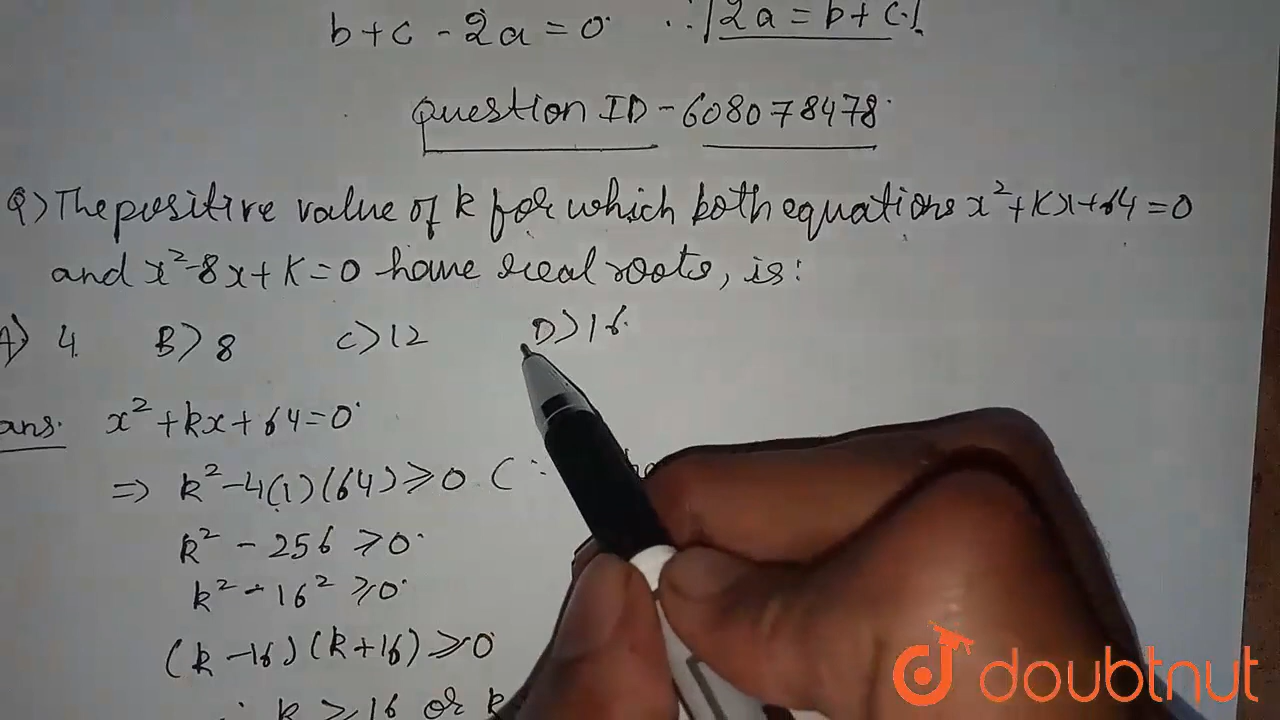 b+c -2a = 0. ∴ 2a = b+c.
Question ID - 608078478.
Q) The positive value of k for which both equations x²+kx+64=0
and x²-8x+k=0 have real roots, is:
A) 4. B) 8 C) 12 D) 16.
ans. x²+kx+64=0.
⇒ k²-4(1)(64) ≥ 0 (∵
k² - 256 ≥ 0.
k² - 16² ≥ 0.
(k-16)(k+16) ≥ 0
∴ k ≥ 16 or k
doubtnut